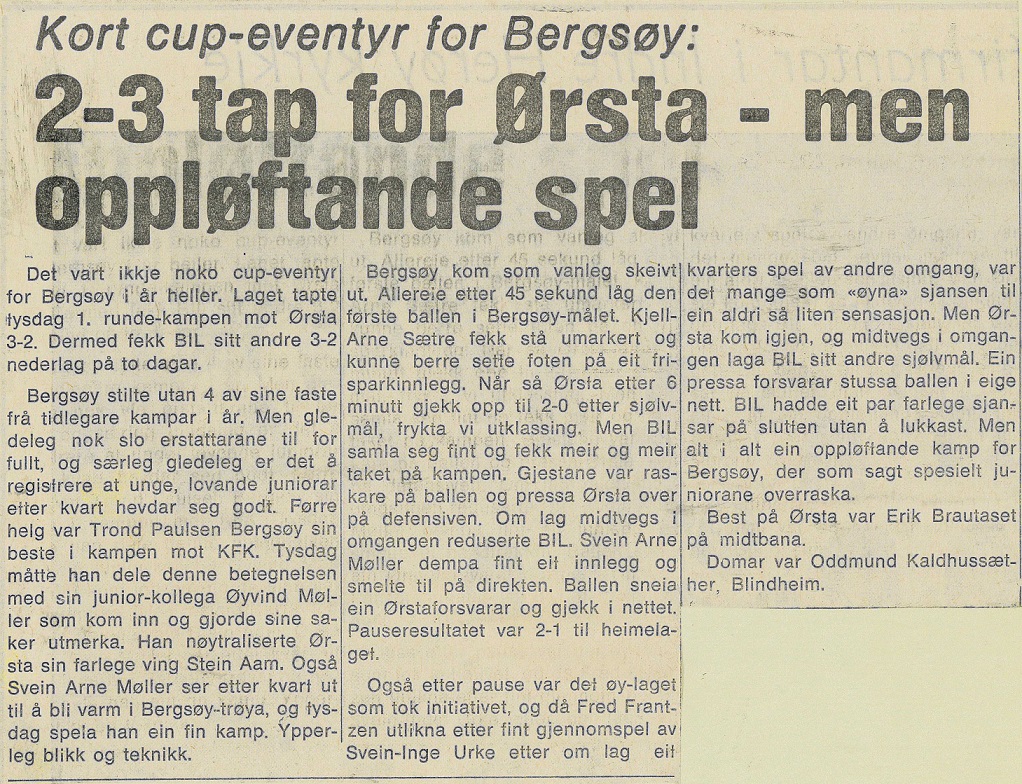 Kort cup-eventyr for Bergsøy:
2-3 tap for Ørsta - men
oppløftande spel
Det vart ikkje noko cup-eventyr
for Bergsøy i år heller. Laget tapte
tysdag 1. runde-kampen mot Ørsta
3-2. Dermed fekk BIL sitt andre 3-2
nederlag på to dagar.
Bergsøy stilte utan 4 av sine faste
frå tidlegare kampar i år. Men gle-
deleg nok slo erstattarane til for
fullt, og særleg gledeleg er det å
registrere at unge, lovande juniorar
etter kvart hevdar seg godt. Førre
helg var Trond Paulsen Bergsøy sin
beste i kampen mot KFK. Tysdag
måtte han dele denne betegnelsen
med sin junior-kollega Øyvind Møl-
ler som kom inn og gjorde sine sa-
ker utmerka. Han nøytraliserte Ør-
sta sin farlege ving Stein Aam. Også
Svein Arne Møller ser etter kvart ut
til å bli varm i Bergsøy-trøya, og tys-
dag spela han ein fin kamp. Ypper-
leg blikk og teknikk.
Bergsøy kom som vanleg skeivt
ut. Allereie etter 45 sekund låg den
første ballen i Bergsøy-målet. Kjell-
Arne Sætre fekk stå umarkert og
kunne berre sette foten på eit fri-
sparkinnlegg. Når så Ørsta etter 6
minutt gjekk opp til 2-0 etter sjølv-
mål, frykta vi utklassing. Men BIL
samla seg fint og fekk meir og meir
taket på kampen. Gjestane var ras-
kare på ballen og pressa Ørsta over
på defensiven. Om lag midtvegs i
omgangen reduserte BIL. Svein Arne
Møller dempa fint eit innlegg og
smelte til på direkten. Ballen sneia
ein Ørstaforsvarar og gjekk i nettet.
Pauseresultatet var 2-1 til heimela-
get.
Også etter pause var det øy-laget
som tok initiativet, og då Fred Frant-
zen utlikna etter fint gjennomspel av
Svein-Inge Urke etter om lag eit
kvarters spel av andre omgang, var
det mange som «øyna» sjansen til
ein aldri så liten sensasjon. Men Ør-
sta kom igjen, og midtvegs i omgan-
gen laga BIL sitt andre sjølvmål. Ein
pressa forsvarar stussa ballen i eige
nett. BIL hadde eit par farlege sjan-
sar på slutten utan å lukkast. Men
alt i alt ein oppløftande kamp for
Bergsøy, der som sagt spesielt ju-
niorane overraska.
Best på Ørsta var Erik Brautaset
på midtbana.
Domar var Oddmund Kaldhussæt-
her, Blindheim.